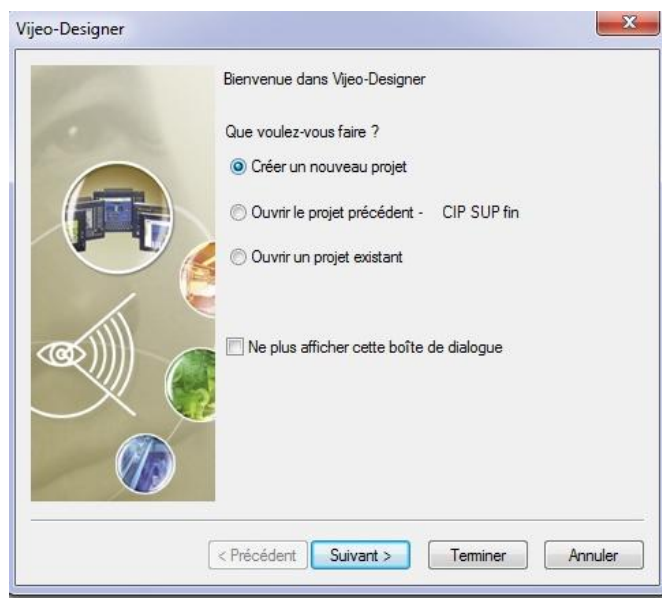 Vijeo-Designer
Bienvenue dans Vijeo-Designer
Que voulez-vous faire ?
Créer un nouveau projet
Ouvrir le projet précédent - CIP SUP fin
Ouvrir un projet existant
Ne plus afficher cette boîte de dialogue
< Précédent Suivant > Terminer Annuler